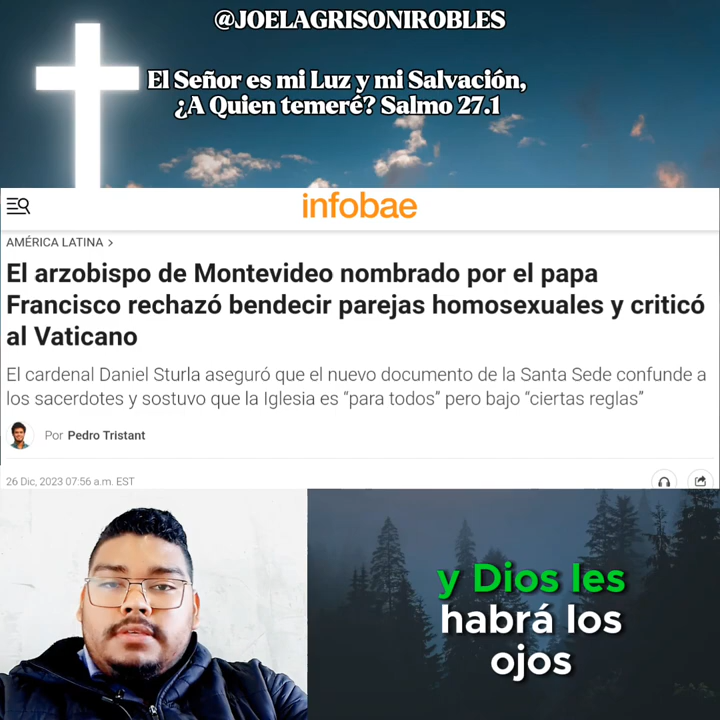 @JOELAGRISONIROBLES
El Señor es mi Luz y mi Salvación,
¿A Quien temeré? Salmo 27.1
infobae
AMÉRICA LATINA >
El arzobispo de Montevideo nombrado por el papa
Francisco rechazó bendecir parejas homosexuales y criticó
al Vaticano
El cardenal Daniel Sturla aseguró que el nuevo documento de la Santa Sede confunde a
los sacerdotes y sostuvo que la Iglesia es “para todos” pero bajo “ciertas reglas”
Por Pedro Tristant
26 Dic, 2023 07:56 a.m. EST
y Dios les
habrá los
ojos